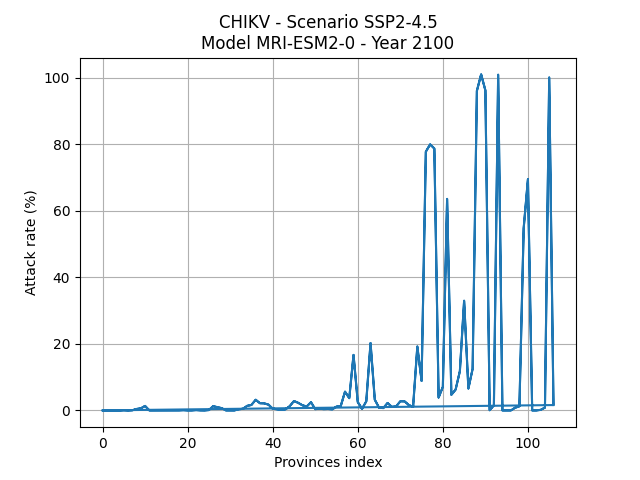 CHIKV - Scenario SSP2-4.5
Model MRI-ESM2-0 - Year 2100
100
80
60
40
20
0
Attack rate (%)
0 20 40 60 80 100
Provinces index